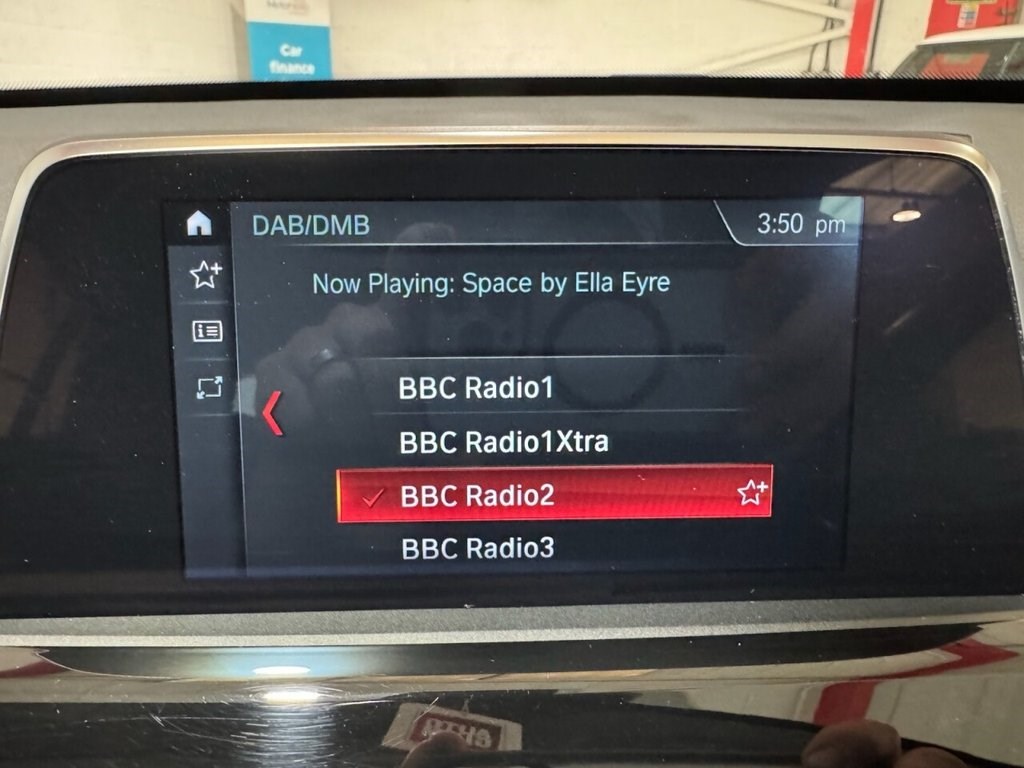 Car
finance
DAB/DMB
3:50 pm
Now Playing: Space by Ella Eyre
BBC Radio1
BBC Radio1Xtra
BBC Radio2
BBC Radio3